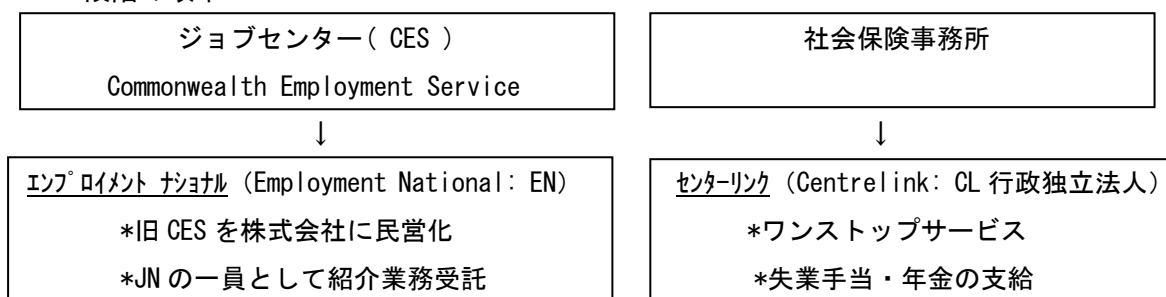 ジョブセンター( CES )
Commonwealth Employment Service
社会保険事務所
↓
↓
ｴﾝﾌﾟﾛｲﾒﾝﾄ ﾅｼｮﾅﾙ (Employment National: EN)
*旧 CES を株式会社に民営化
*JN の一員として紹介業務受託
ｾﾝﾀｰﾘﾝｸ (Centrelink: CL 行政独立法人)
*ワンストップサービス
*失業手当・年金の支給